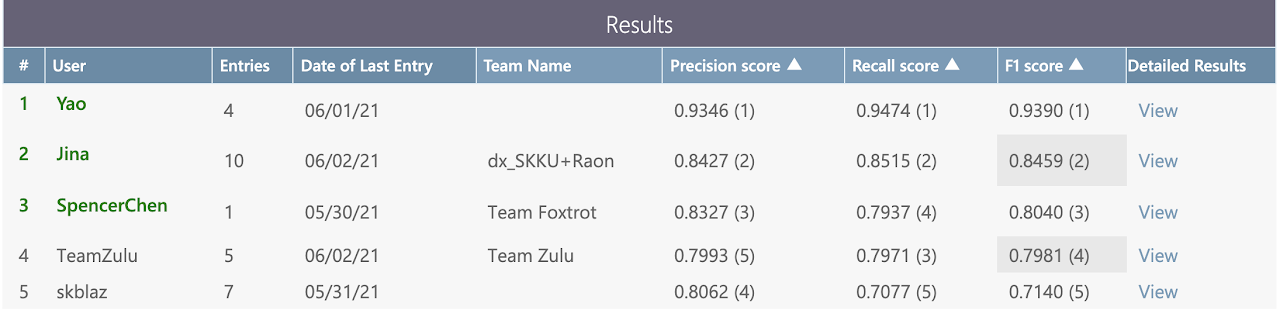 Results
# User Entries Date of Last Entry Team Name Precision score ▲ Recall score ▲ F1 score ▲ Detailed Results
1 Yao 4 06/01/21 0.9346 (1) 0.9474 (1) 0.9390 (1) View
2 Jina 10 06/02/21 dx_SKKU+Raon 0.8427 (2) 0.8515 (2) 0.8459 (2) View
3 SpencerChen 1 05/30/21 Team Foxtrot 0.8327 (3) 0.7937 (4) 0.8040 (3) View
4 TeamZulu 5 06/02/21 Team Zulu 0.7993 (5) 0.7971 (3) 0.7981 (4) View
5 skblaz 7 05/31/21 0.8062 (4) 0.7077 (5) 0.7140 (5) View